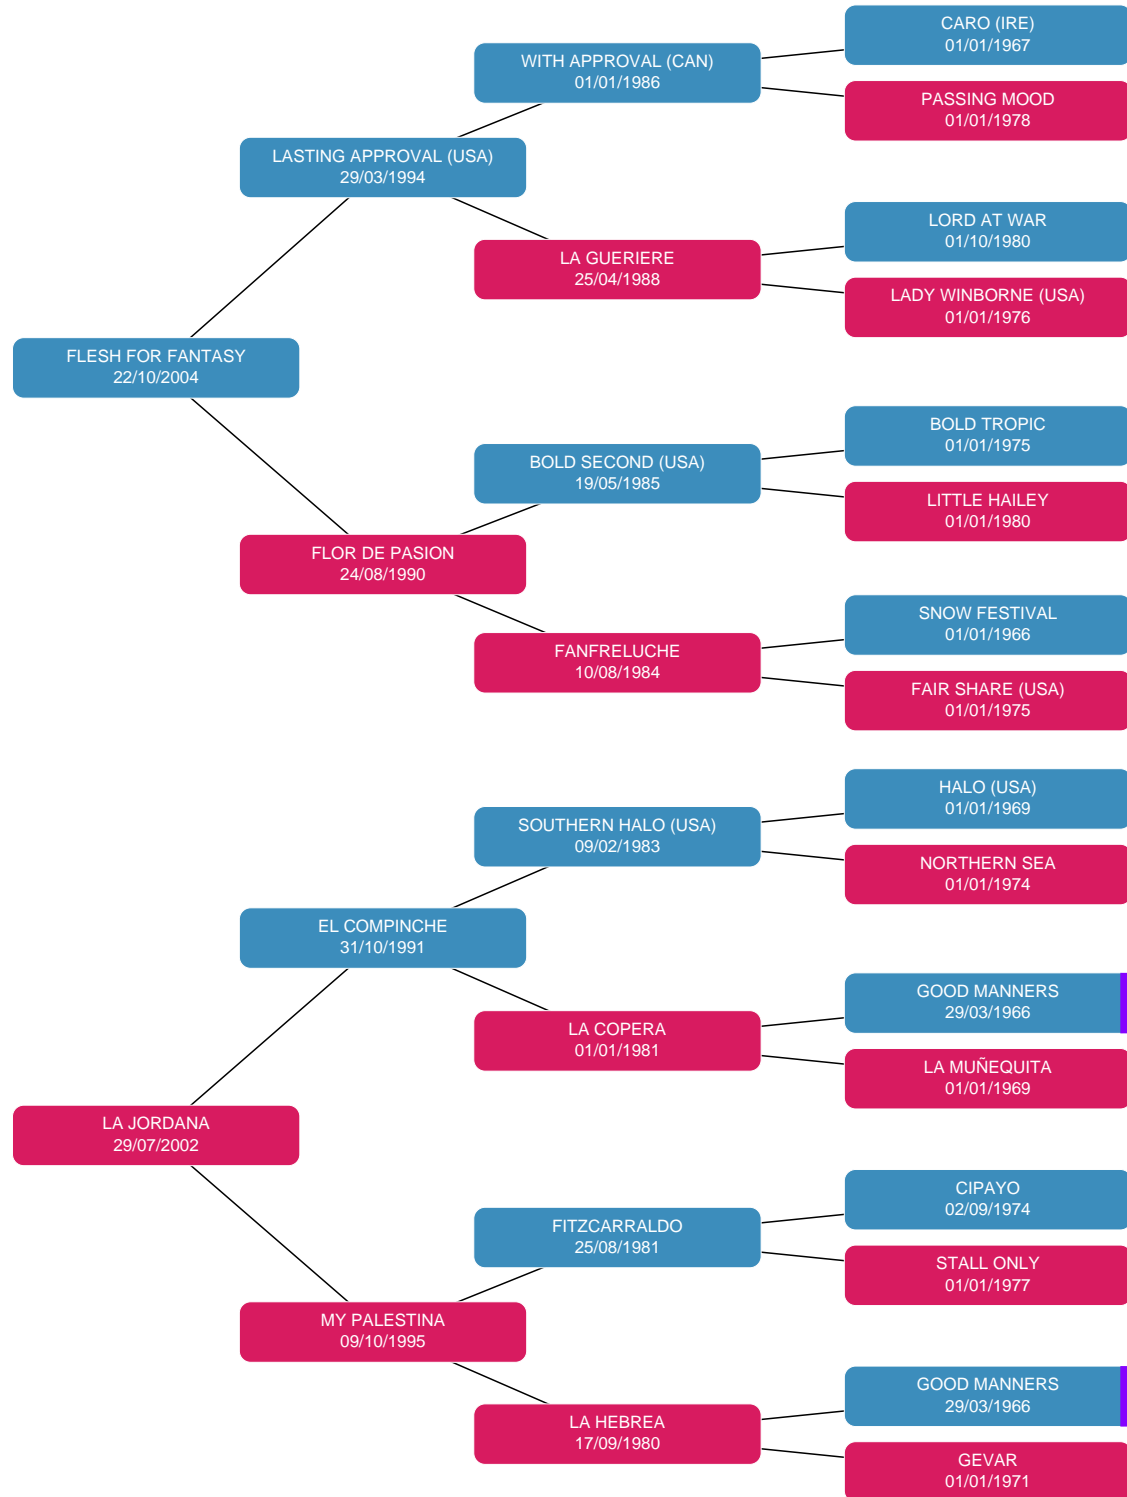 CARO (IRE)
01/01/1967
WITH APPROVAL (CAN)
01/01/1986
PASSING MOOD
01/01/1978
LASTING APPROVAL (USA)
29/03/1994
LORD AT WAR
01/10/1980
LA GUERIERE
25/04/1988
LADY WINBORNE (USA)
01/01/1976
FLESH FOR FANTASY
22/10/2004
BOLD TROPIC
01/01/1975
BOLD SECOND (USA)
19/05/1985
LITTLE HAILEY
01/01/1980
FLOR DE PASION
24/08/1990
SNOW FESTIVAL
01/01/1966
FANFRELUCHE
10/08/1984
FAIR SHARE (USA)
01/01/1975
HALO (USA)
01/01/1969
SOUTHERN HALO (USA)
09/02/1983
NORTHERN SEA
01/01/1974
EL COMPINCHE
31/10/1991
GOOD MANNERS
29/03/1966
LA COPERA
01/01/1981
LA MUÑEQUITA
01/01/1969
LA JORDANA
29/07/2002
CIPAYO
02/09/1974
FITZCARRALDO
25/08/1981
STALL ONLY
01/01/1977
MY PALESTINA
09/10/1995
GOOD MANNERS
29/03/1966
LA HEBREA
17/09/1980
GEVAR
01/01/1971